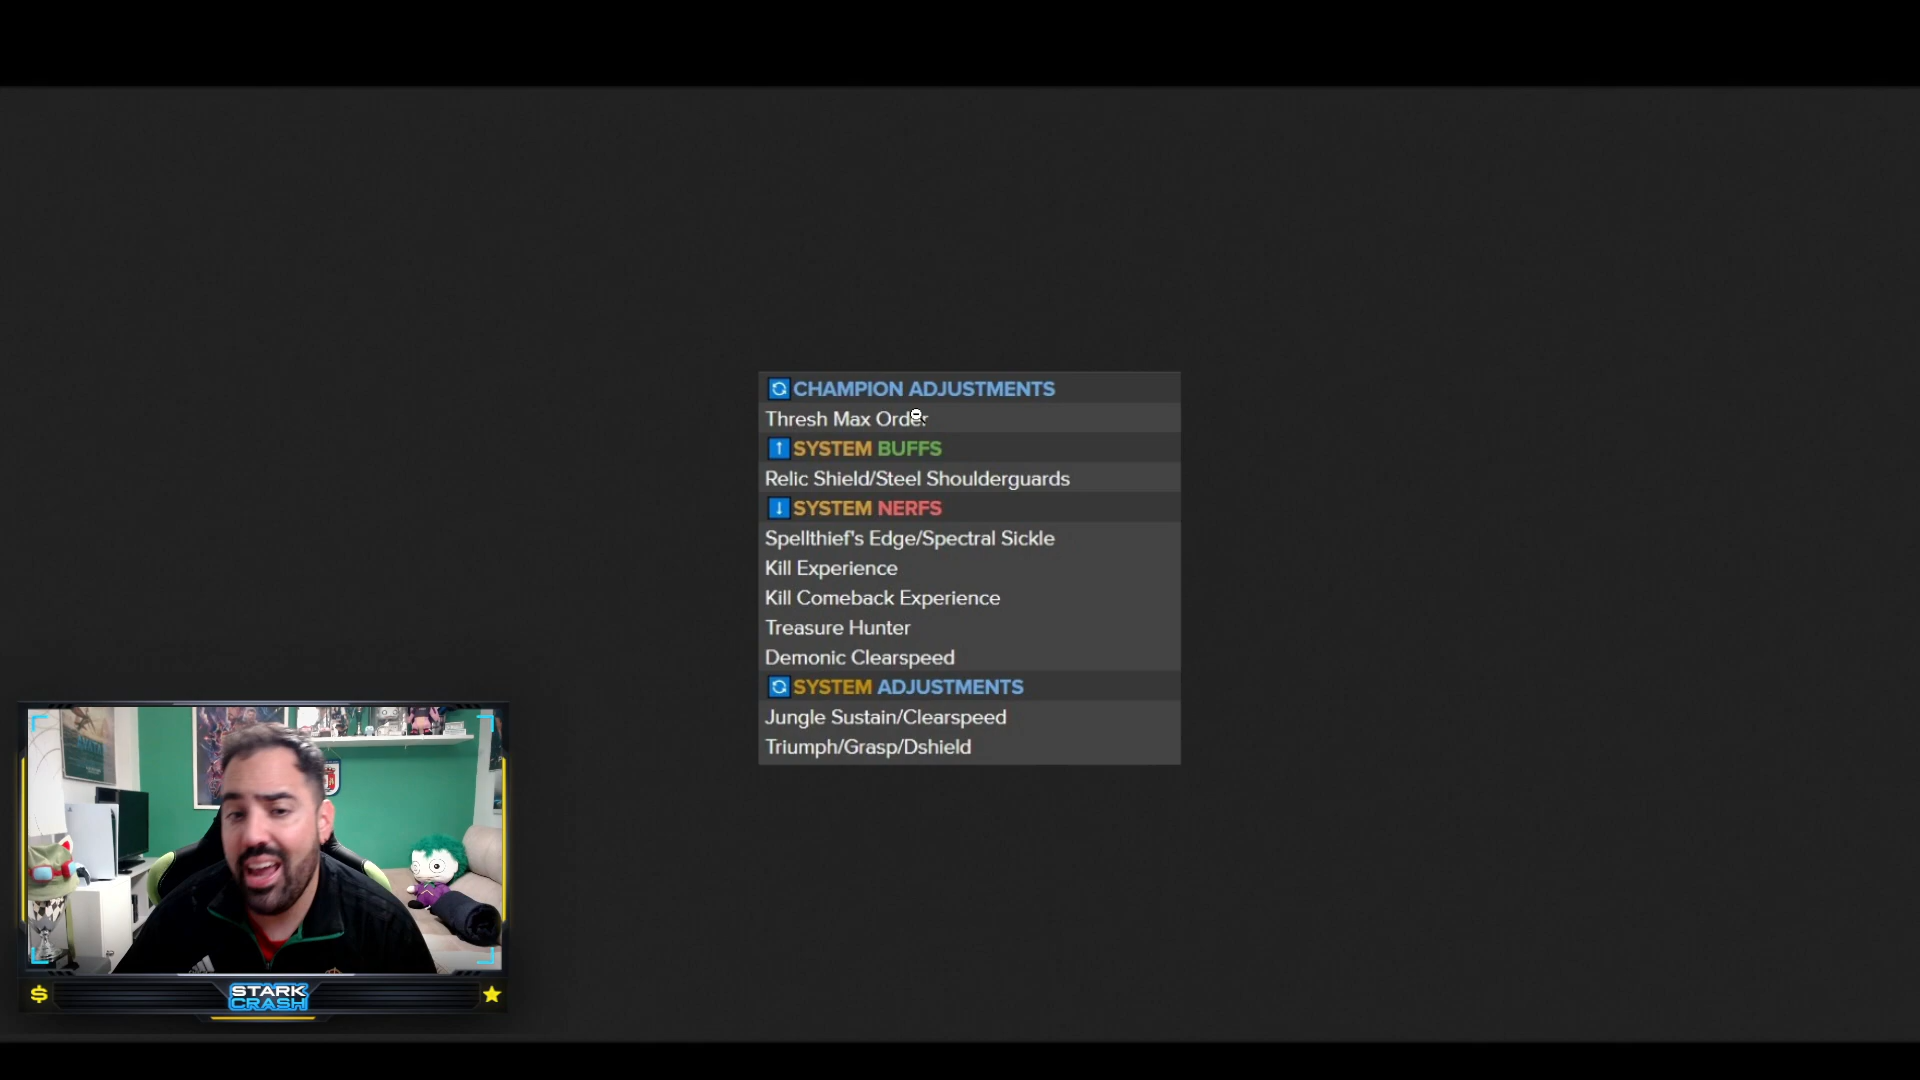 CHAMPION ADJUSTMENTS
Thresh Max Order
SYSTEM BUFFS
Relic Shield/Steel Shoulderguards
SYSTEM NERFS
Spellthief's Edge/Spectral Sickle
Kill Experience
Kill Comeback Experience
Treasure Hunter
Demonic Clearspeed
SYSTEM ADJUSTMENTS
Jungle Sustain/Clearspeed
Triumph/Grasp/Dshield
STARK
CRASH